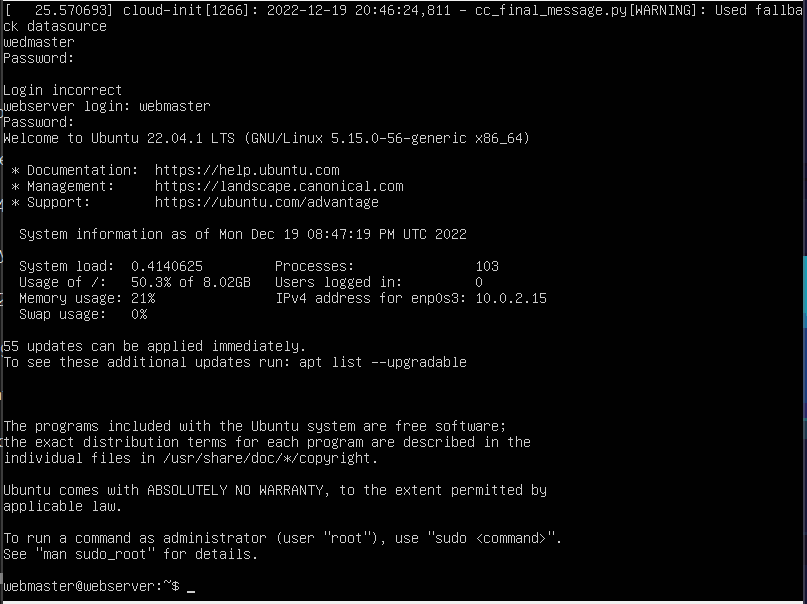 [   25.570693] cloud-init[1266]: 2022-12-19 20:46:24,811 - cc_final_message.py[WARNING]: Used fallba
ck datasource
wedmaster
Password:
Login incorrect
webserver login: webmaster
Password:
Welcome to Ubuntu 22.04.1 LTS (GNU/Linux 5.15.0-56-generic x86_64)
* Documentation:  https://help.ubuntu.com
* Management:     https://landscape.canonical.com
* Support:        https://ubuntu.com/advantage
System information as of Mon Dec 19 08:47:19 PM UTC 2022
System load:  0.4140625         Processes:               103
Usage of /:   50.3% of 8.02GB   Users logged in:         0
Memory usage: 21%               IPv4 address for enp0s3: 10.0.2.15
Swap usage:   0%
55 updates can be applied immediately.
To see these additional updates run: apt list --upgradable
The programs included with the Ubuntu system are free software;
the exact distribution terms for each program are described in the
individual files in /usr/share/doc/*/copyright.
Ubuntu comes with ABSOLUTELY NO WARRANTY, to the extent permitted by
applicable law.
To run a command as administrator (user "root"), use "sudo <command>".
See "man sudo_root" for details.
webmaster@webserver:~$ _